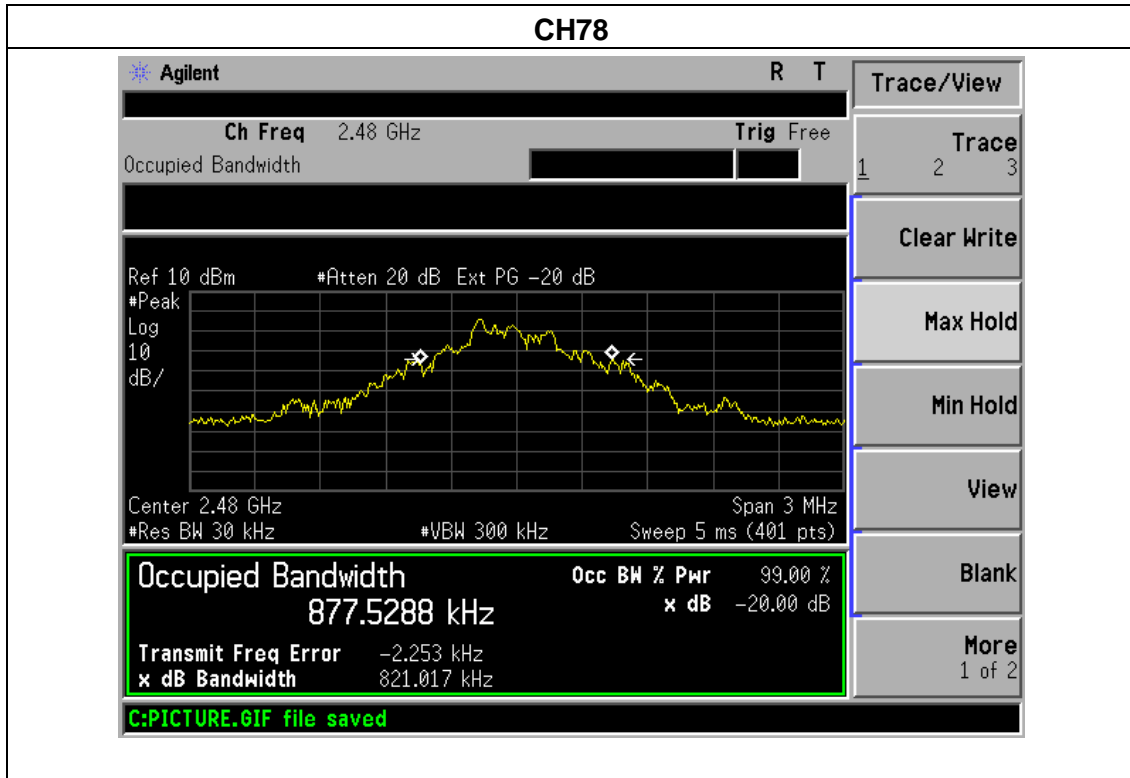 CH78
Agilent R T
Trace/View
Ch Freq 2.48 GHz Trig Free
Occupied Bandwidth
Trace
1 2 3
Clear Write
Ref 10 dBm #Atten 20 dB Ext PG -20 dB
#Peak
Log
10
dB/
Max Hold
Min Hold
View
Center 2.48 GHz Span 3 MHz
#Res BW 30 kHz #VBW 300 kHz Sweep 5 ms (401 pts)
Occupied Bandwidth Occ BW % Pwr 99.00 %
877.5288 kHz x dB -20.00 dB
Blank
Transmit Freq Error -2.253 kHz
x dB Bandwidth 821.017 kHz
More
1 of 2
C:PICTURE.GIF file saved